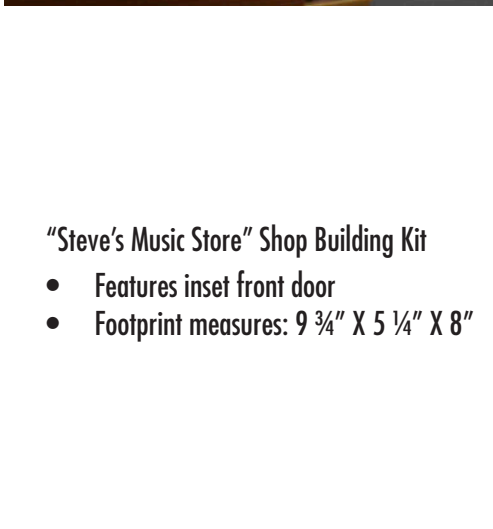 “Steve’s Music Store” Shop Building Kit
• Features inset front door
• Footprint measures: 9 ¾” X 5 ¼” X 8”